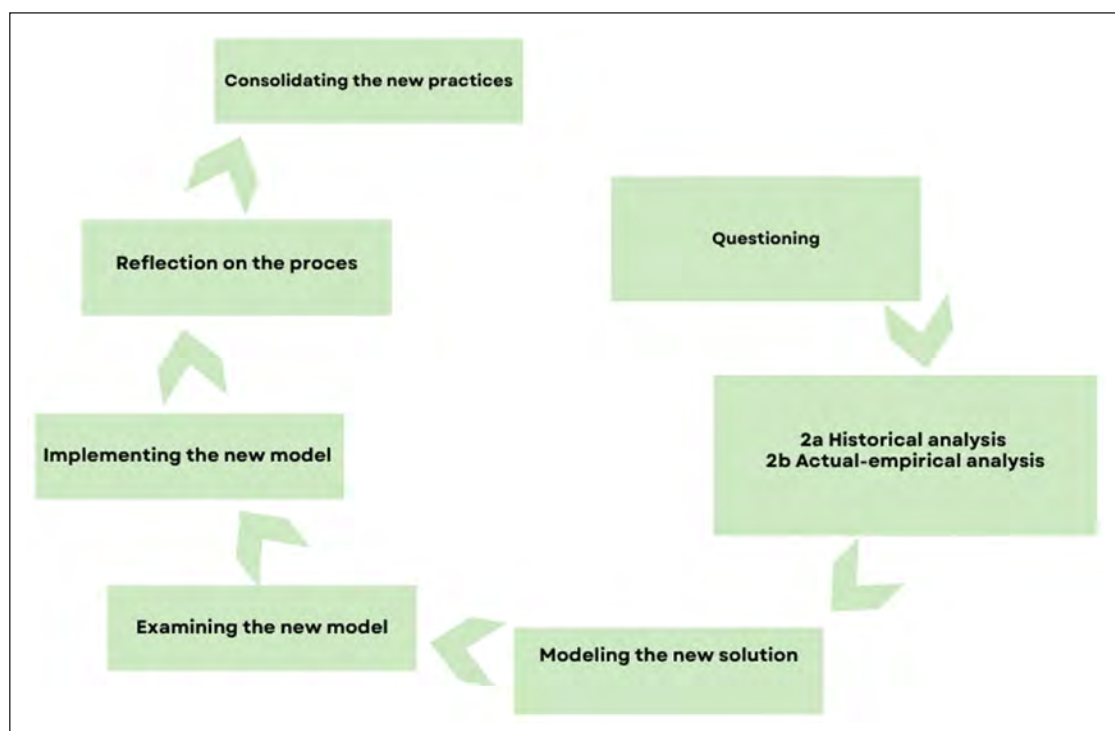 Questioning
2a Historical analysis
2b Actual-empirical analysis
Modeling the new solution
Examining the new model
Implementing the new model
Reflection on the proces
Consolidating the new practices